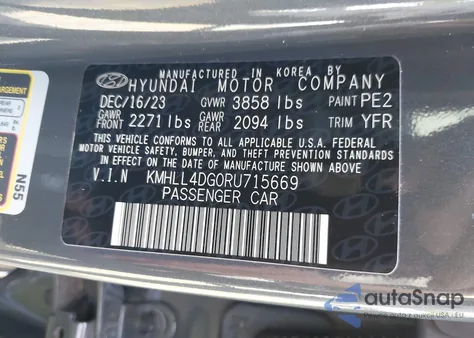 MANUFACTURED IN KOREA BY
HYUNDAI MOTOR COMPANY
DEC/16/23 GVWR 3858 lbs PAINT PE2
GAWR FRONT 2271 lbs GAWR REAR 2094 lbs TRIM YFR
THIS VEHICLE CONFORMS TO ALL APPLICABLE U.S.A. FEDERAL
MOTOR VEHICLE SAFETY, BUMPER, AND THEFT PREVENTION STANDARDS
IN EFFECT ON THE DATE OF MANUFACTURE SHOWN ABOVE
V.I.N KMHLL4DG0RU715669
PASSENGER CAR
N55
autoSnap